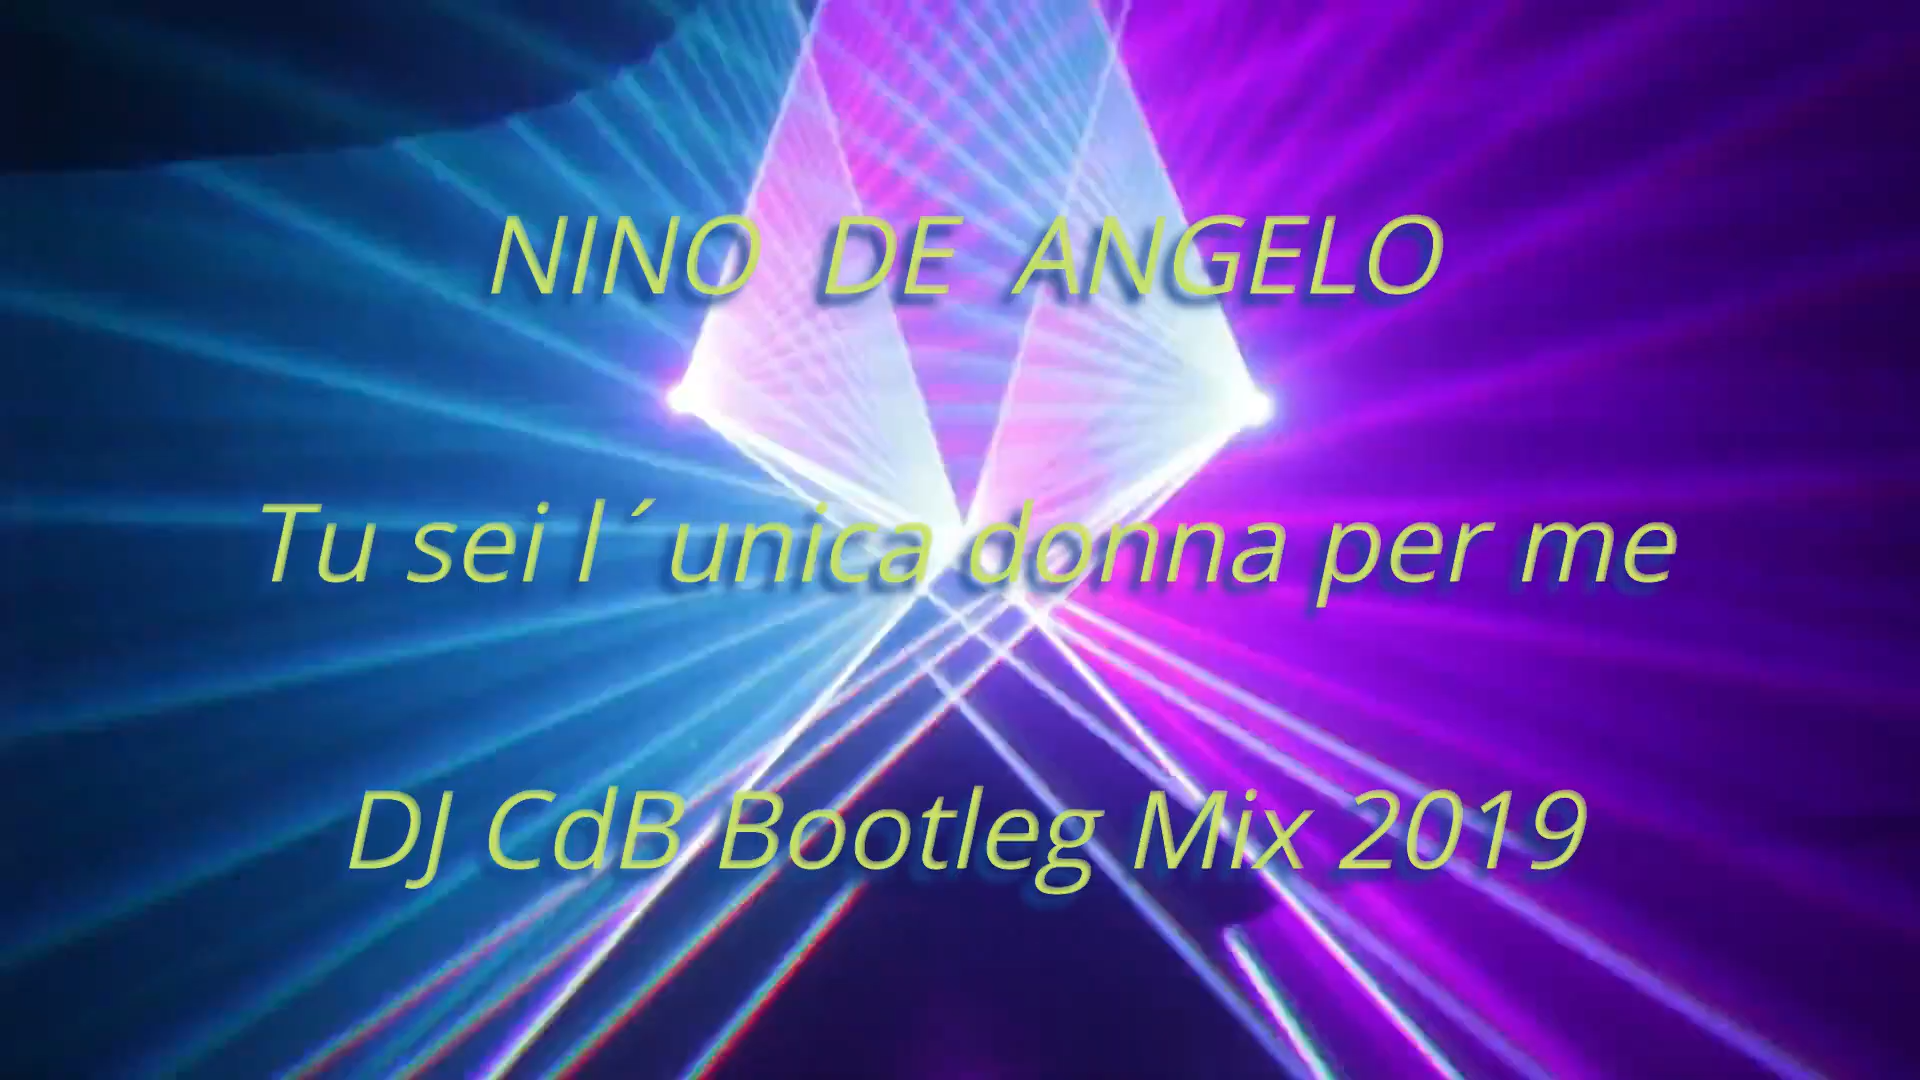 NINO DE ANGELO
Tu sei l´unica donna per me
DJ CdB Bootleg Mix 2019